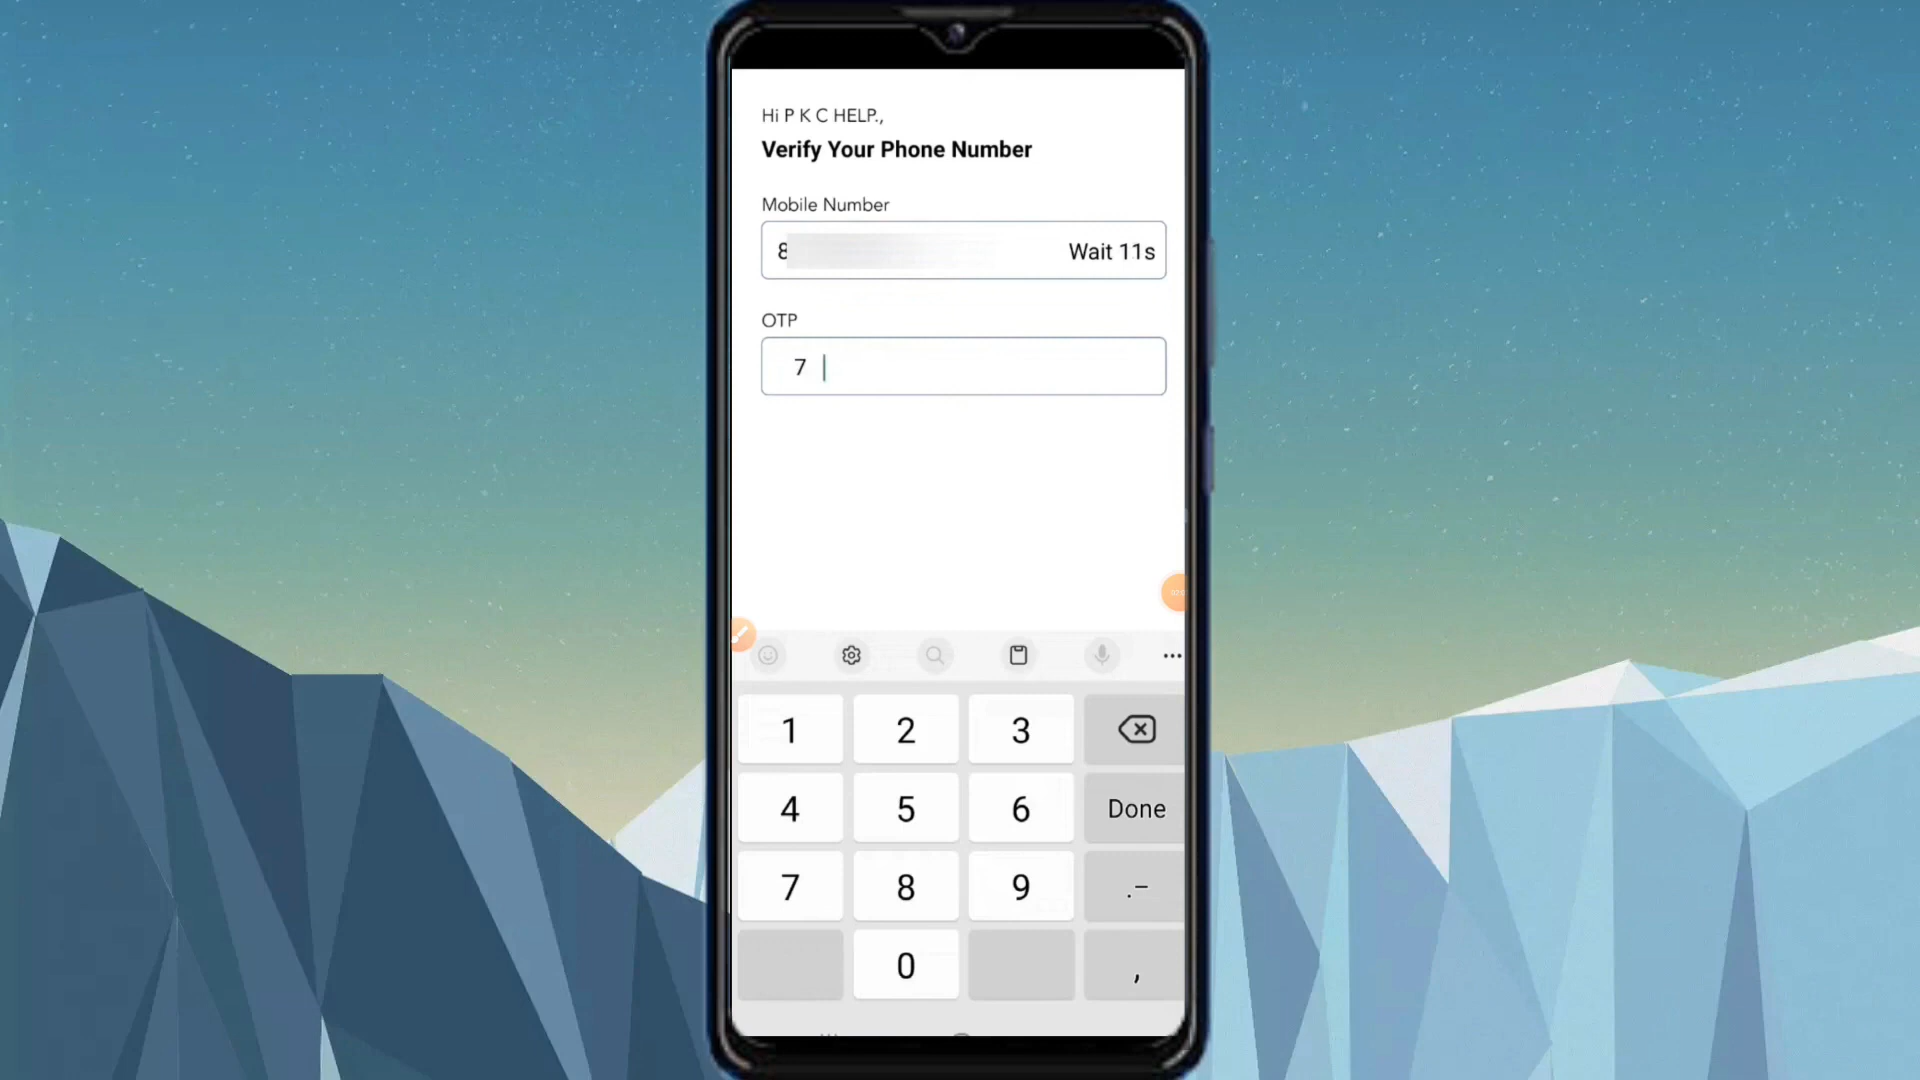 Hi P K C HELP.,
Verify Your Phone Number
Mobile Number
8
Wait 11s
OTP
7
1 2 3
4 5 6 Done
7 8 9 .-
0 ,